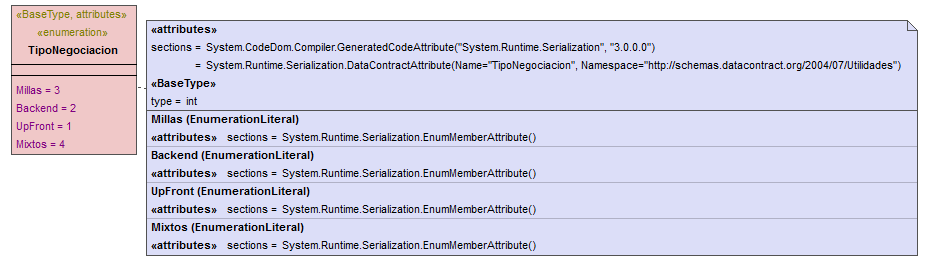 «BaseType, attributes»
«enumeration»
TipoNegociacion
Millas = 3
Backend = 2
UpFront = 1
Mixtos = 4
«attributes»
sections = System.CodeDom.Compiler.GeneratedCodeAttribute("System.Runtime.Serialization", "3.0.0.0")
= System.Runtime.Serialization.DataContractAttribute(Name="TipoNegociacion", Namespace="http://schemas.datacontract.org/2004/07/Utilidades")
«BaseType»
type = int
Millas (EnumerationLiteral)
«attributes» sections = System.Runtime.Serialization.EnumMemberAttribute()
Backend (EnumerationLiteral)
«attributes» sections = System.Runtime.Serialization.EnumMemberAttribute()
UpFront (EnumerationLiteral)
«attributes» sections = System.Runtime.Serialization.EnumMemberAttribute()
Mixtos (EnumerationLiteral)
«attributes» sections = System.Runtime.Serialization.EnumMemberAttribute()